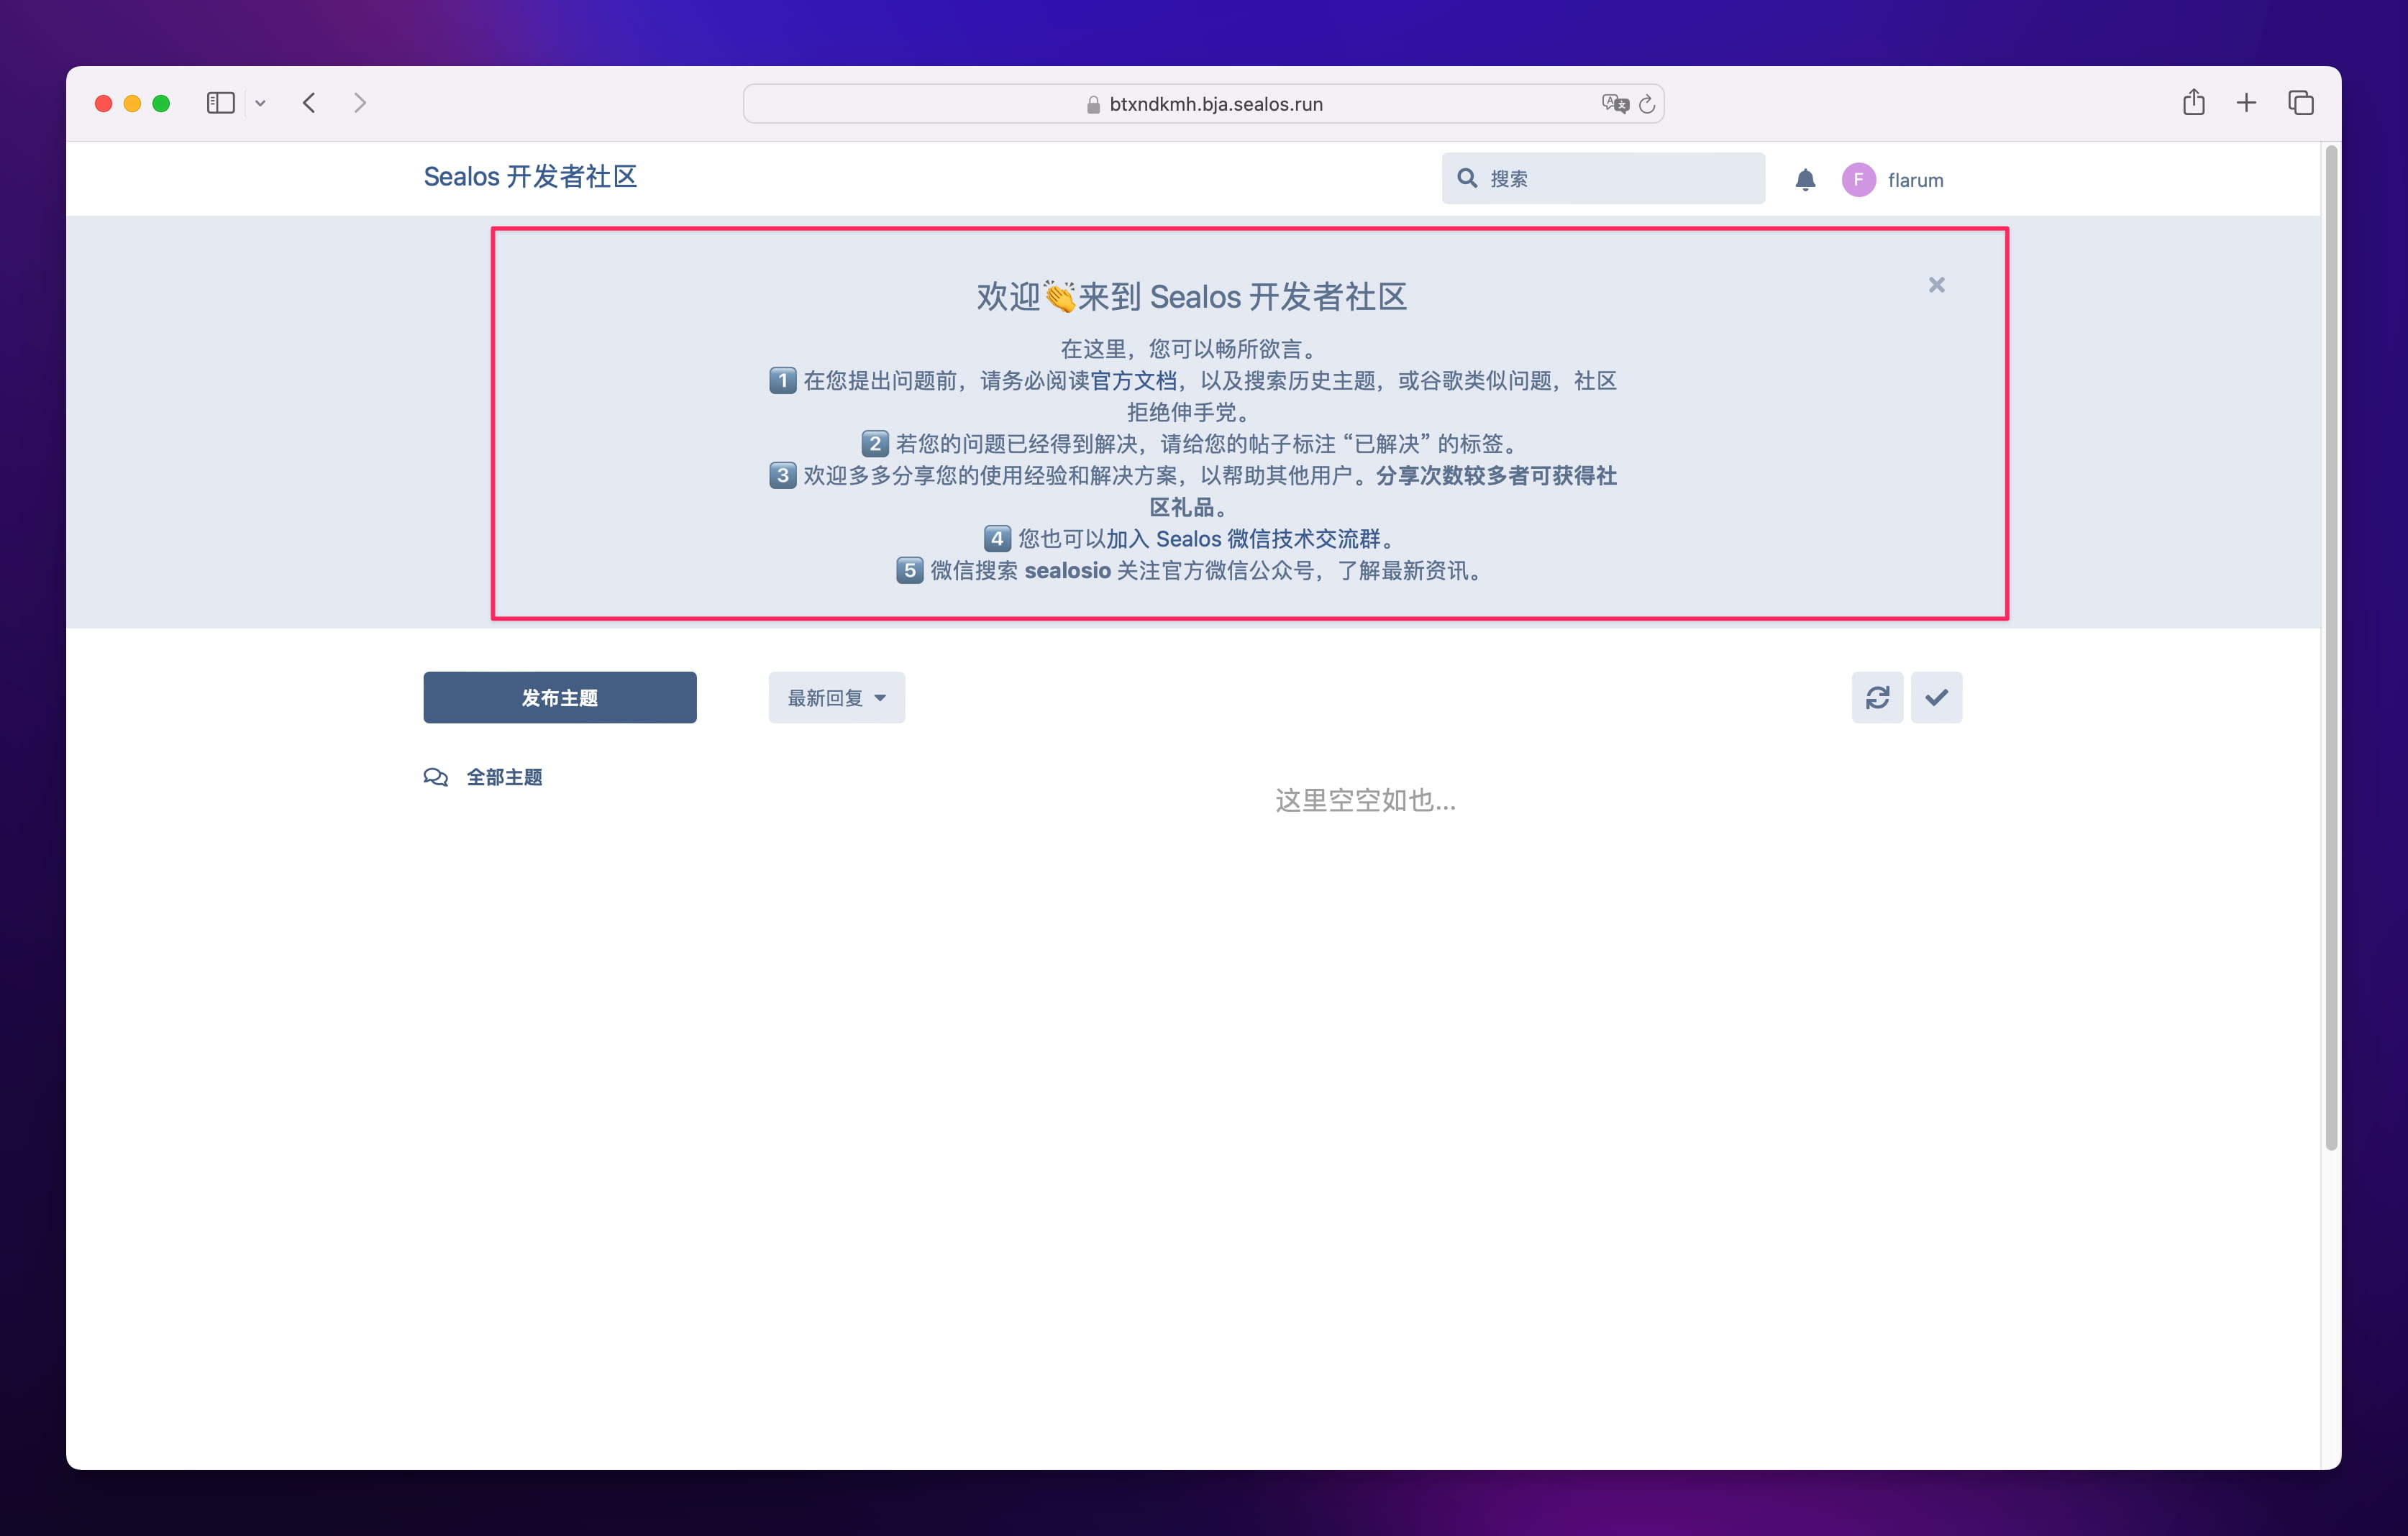 btxndkmh.bja.sealos.run
Sealos 开发者社区
搜索
F
flarum
欢迎👏来到 Sealos 开发者社区
在这里，您可以畅所欲言。
1️⃣ 在您提出问题前，请务必阅读官方文档，以及搜索历史主题，或谷歌类似问题，社区
拒绝伸手党。
2️⃣ 若您的问题已经得到解决，请给您的帖子标注 “已解决” 的标签。
3️⃣ 欢迎多多分享您的使用经验和解决方案，以帮助其他用户。分享次数较多者可获得社
区礼品。
4️⃣ 您也可以加入 Sealos 微信技术交流群。
5️⃣ 微信搜索 sealosio 关注官方微信公众号，了解最新资讯。
发布主题
最新回复
全部主题
这里空空如也...